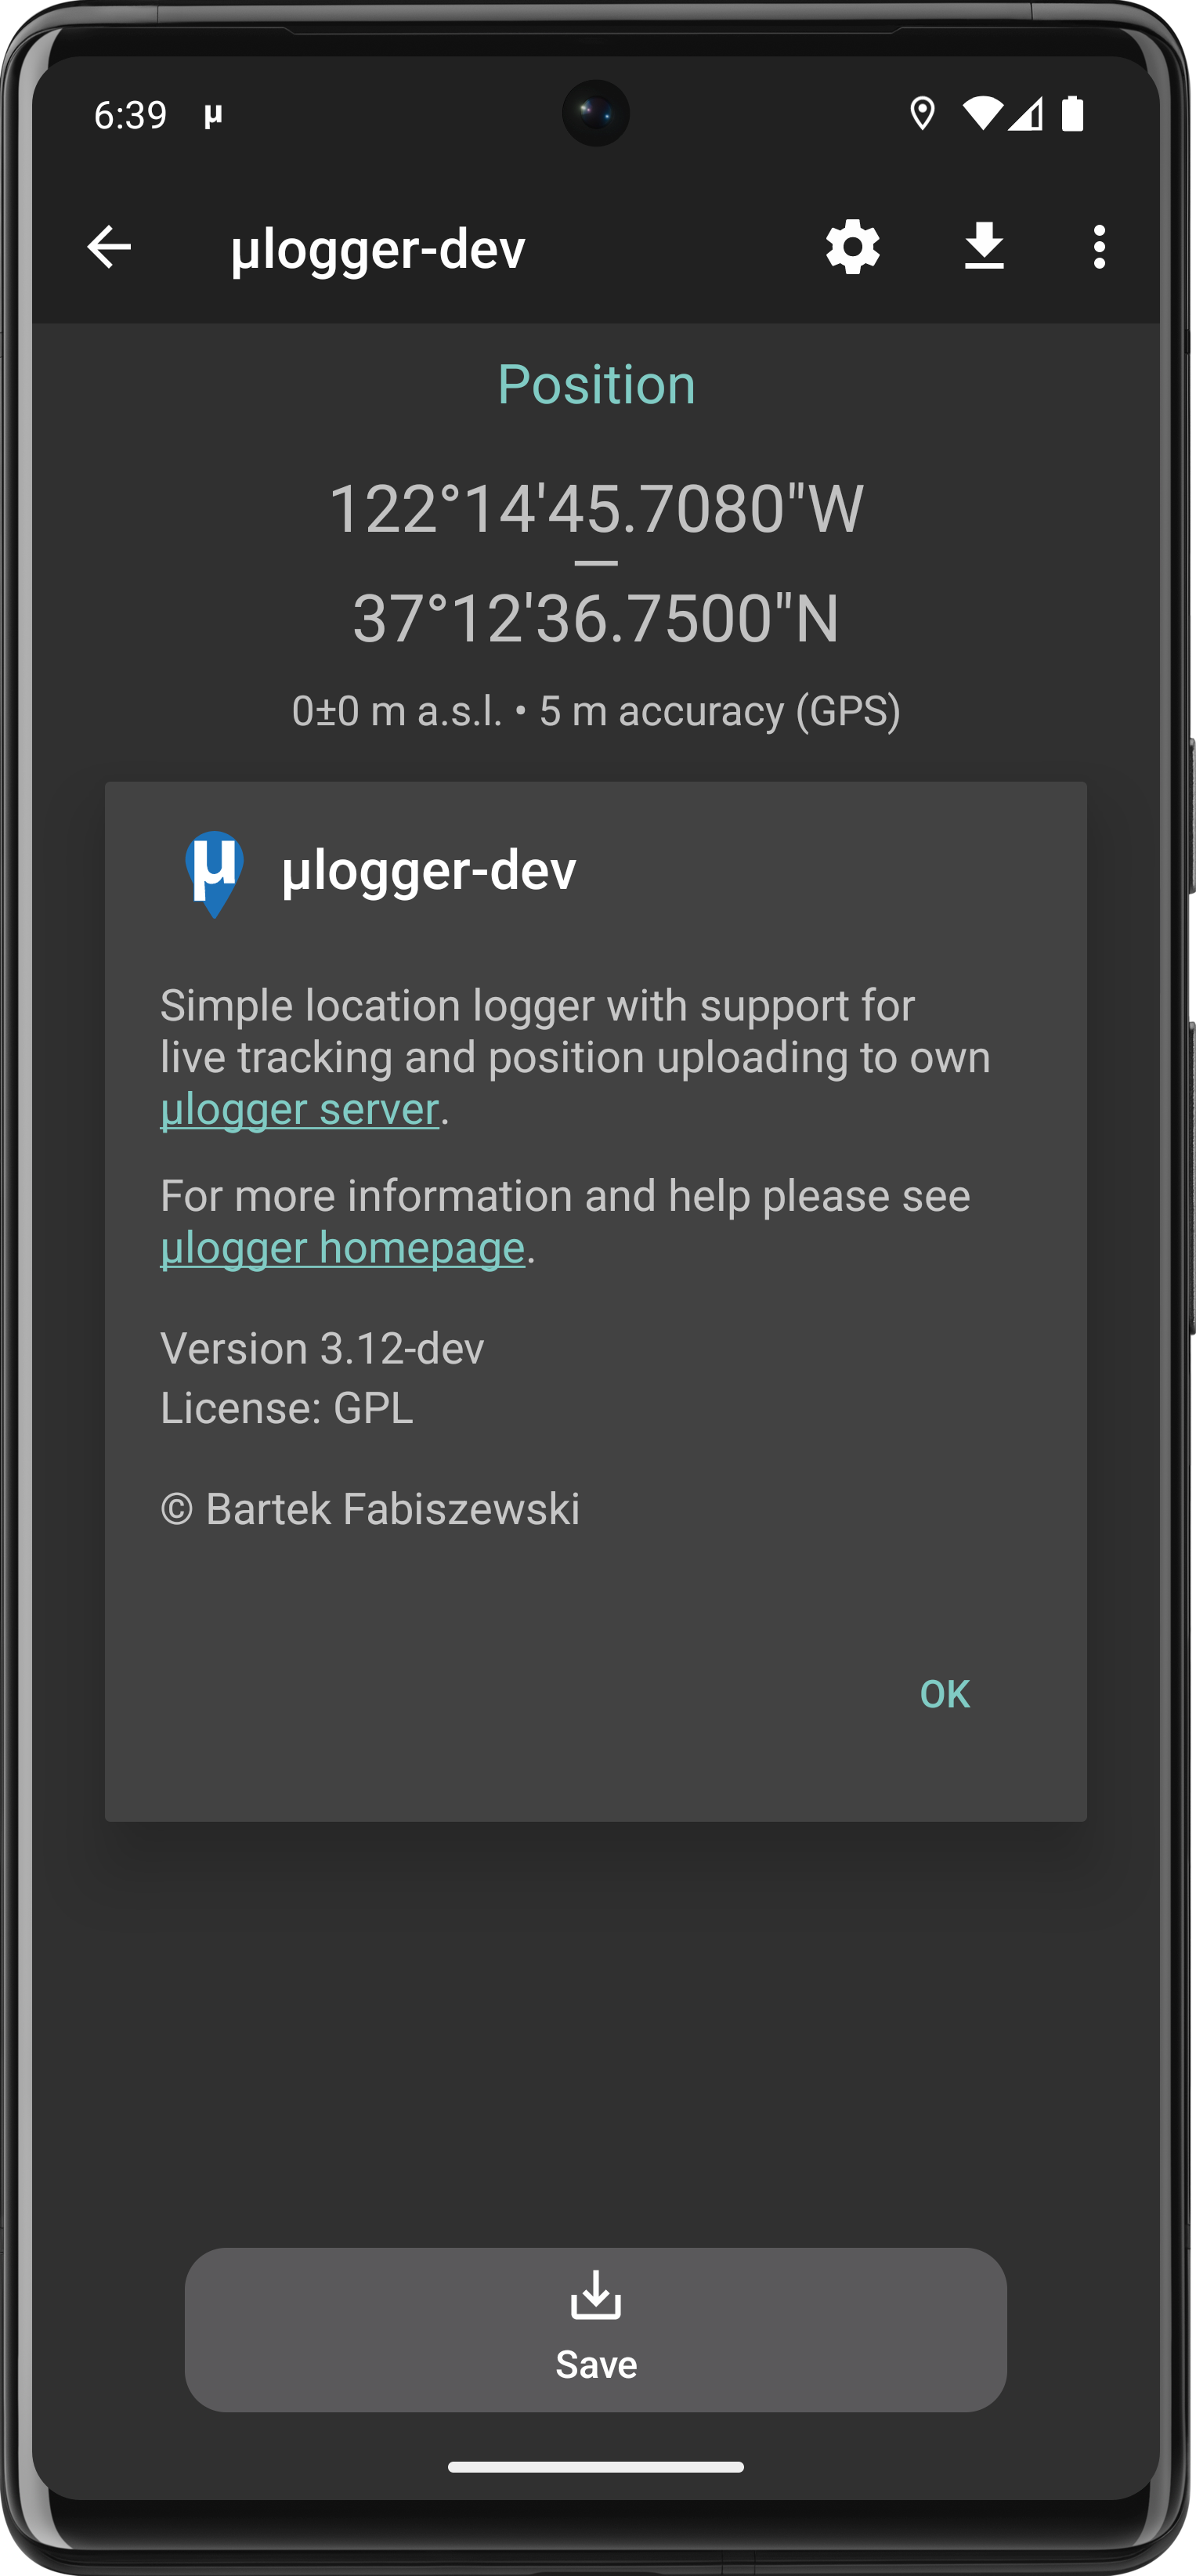 6:39 µ
µlogger-dev
Position
122°14'45.7080"W
—
37°12'36.7500"N
0±0 m a.s.l. • 5 m accuracy (GPS)
µ µlogger-dev
Simple location logger with support for
live tracking and position uploading to own
µlogger server.
For more information and help please see
µlogger homepage.
Version 3.12-dev
License: GPL
© Bartek Fabiszewski
OK
Save